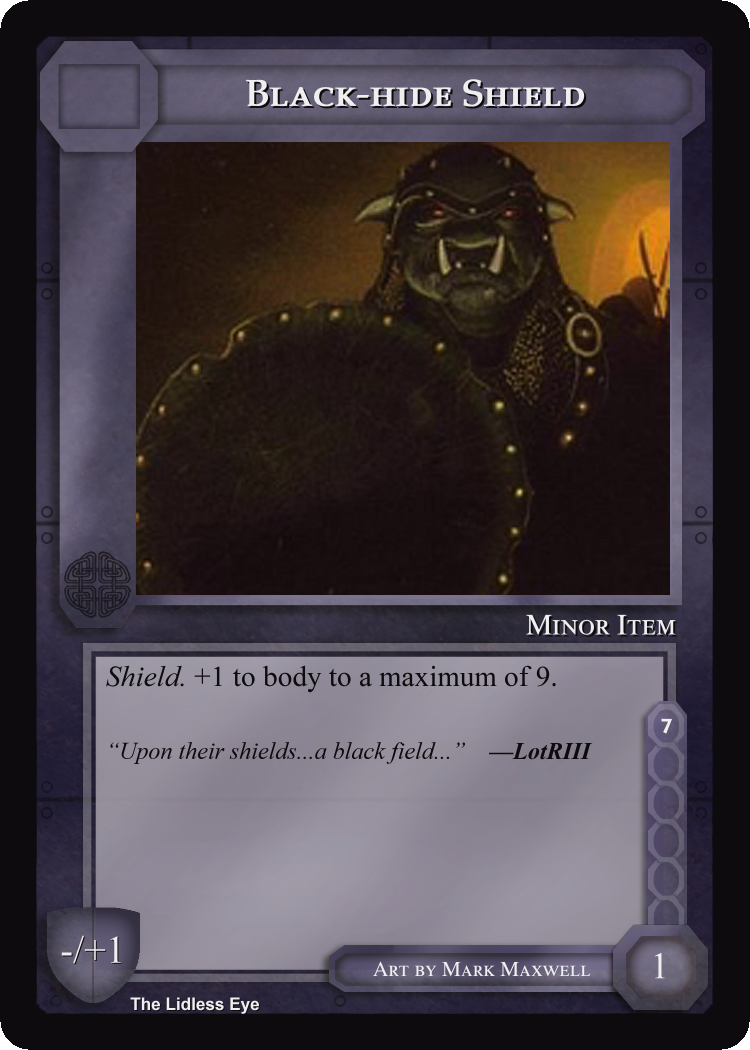 Black-hide Shield
Minor Item
Shield. +1 to body to a maximum of 9.
“Upon their shields...a black field...” —LotRIII
7
-/+1
Art by Mark Maxwell
1
The Lidless Eye